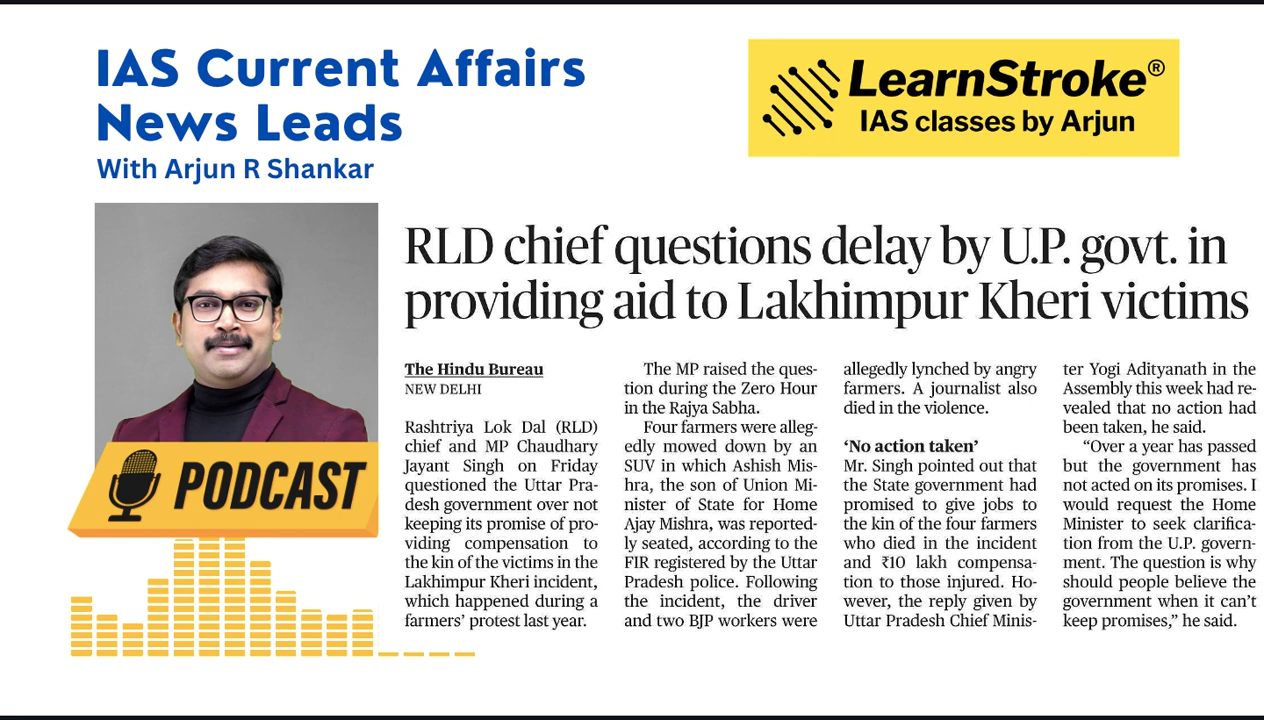 IAS Current Affairs
News Leads
With Arjun R Shankar
LearnStroke®
IAS classes by Arjun
PODCAST
RLD chief questions delay by U.P. govt. in
providing aid to Lakhimpur Kheri victims
The Hindu Bureau
NEW DELHI
Rashtriya Lok Dal (RLD)
chief and MP Chaudhary
Jayant Singh on Friday
questioned the Uttar Pra-
desh government over not
keeping its promise of pro-
viding compensation to
the kin of the victims in the
Lakhimpur Kheri incident,
which happened during a
farmers’ protest last year.
The MP raised the ques-
tion during the Zero Hour
in the Rajya Sabha.
Four farmers were alleg-
edly mowed down by an
SUV in which Ashish Mis-
hra, the son of Union Mi-
nister of State for Home
Ajay Mishra, was reported-
ly seated, according to the
FIR registered by the Uttar
Pradesh police. Following
the incident, the driver
and two BJP workers were
allegedly lynched by angry
farmers. A journalist also
died in the violence.
‘No action taken’
Mr. Singh pointed out that
the State government had
promised to give jobs to
the kin of the four farmers
who died in the incident
and ₹10 lakh compensa-
tion to those injured. Ho-
wever, the reply given by
Uttar Pradesh Chief Minis-
ter Yogi Adityanath in the
Assembly this week had re-
vealed that no action had
been taken, he said.
“Over a year has passed
but the government has
not acted on its promises. I
would request the Home
Minister to seek clarifica-
tion from the U.P. govern-
ment. The question is why
should people believe the
government when it can’t
keep promises,” he said.